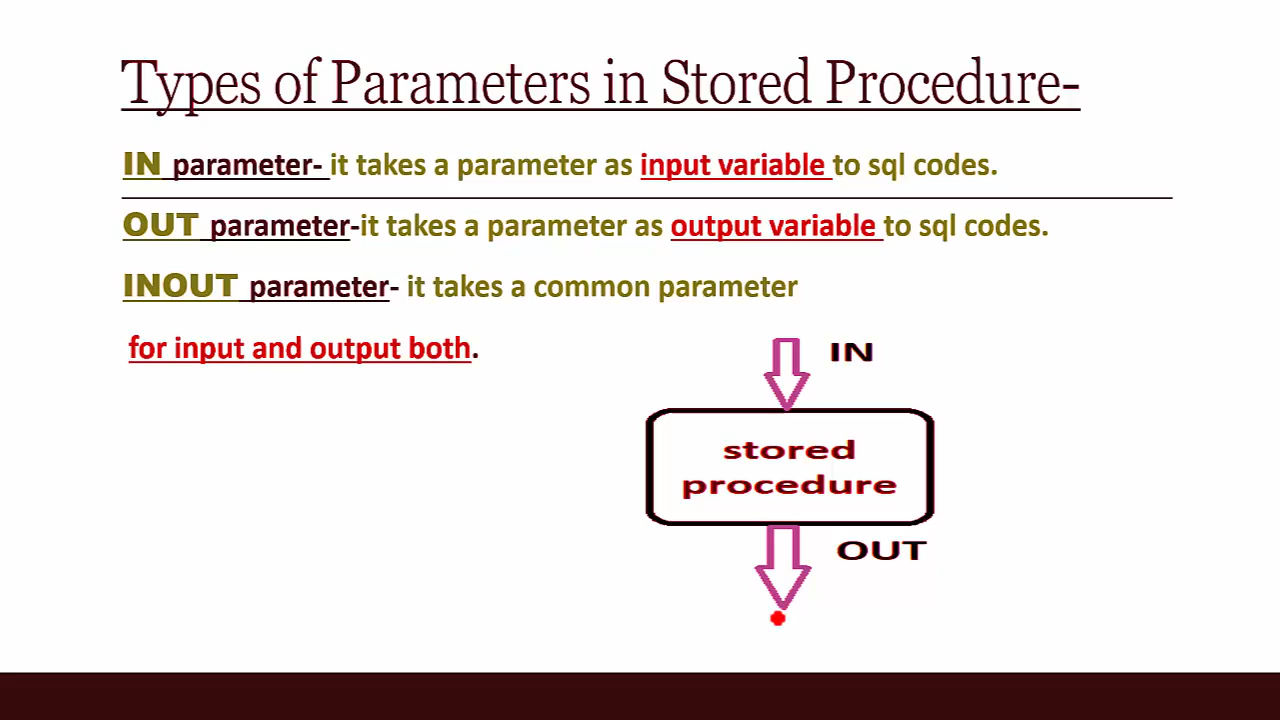 Types of Parameters in Stored Procedure-
IN parameter- it takes a parameter as input variable to sql codes.
OUT parameter-it takes a parameter as output variable to sql codes.
INOUT parameter- it takes a common parameter
for input and output both.
IN
stored
procedure
OUT